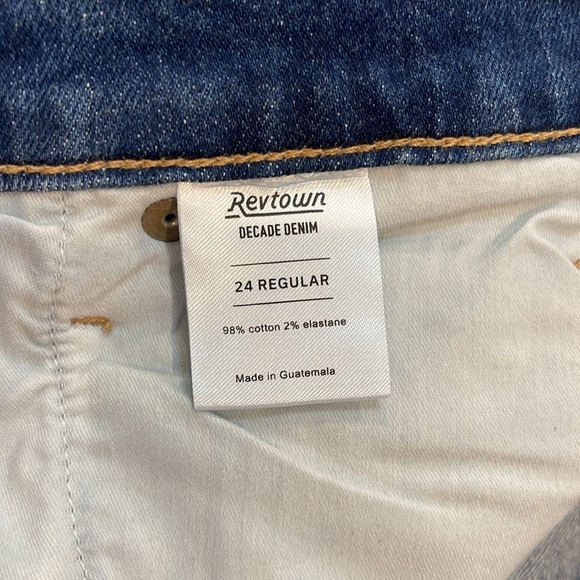 Revtown
DECADE DENIM
24 REGULAR
98% cotton 2% elastane
Made in Guatemala